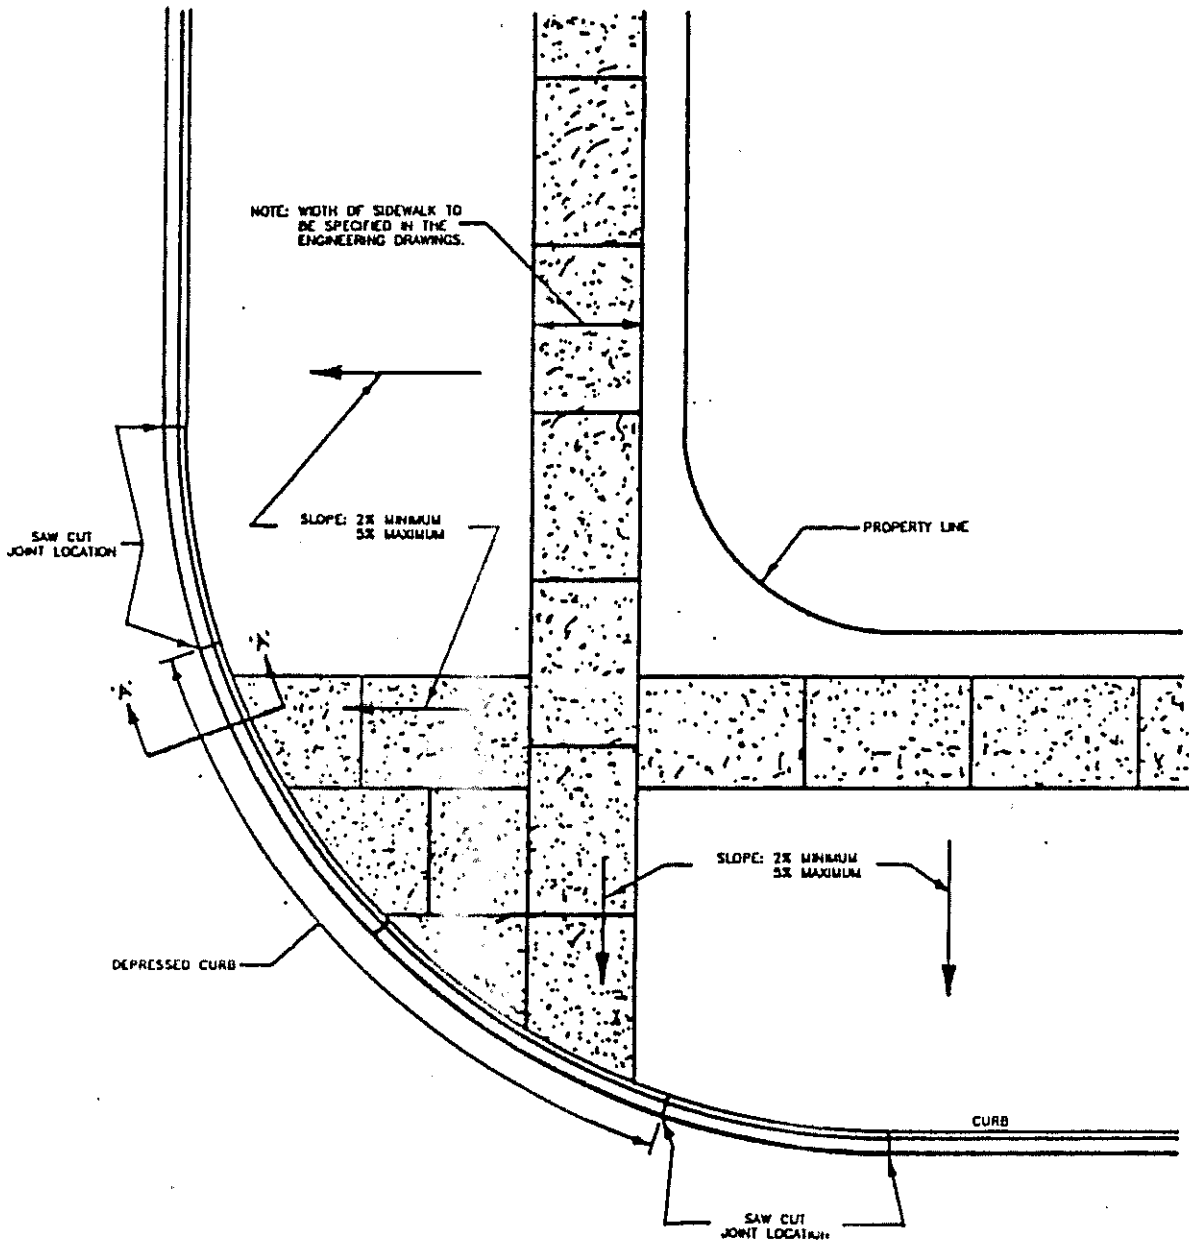 NOTE: WIDTH OF SIDEWALK TO
BE SPECIFIED IN THE
ENGINEERING DRAWINGS.
SLOPE: 2% MINIMUM
5% MAXIMUM
PROPERTY LINE
SAW CUT
JOINT LOCATION
"A"
"A"
SLOPE: 2% MINIMUM
5% MAXIMUM
DEPRESSED CURB
CURB
SAW CUT
JOINT LOCATION